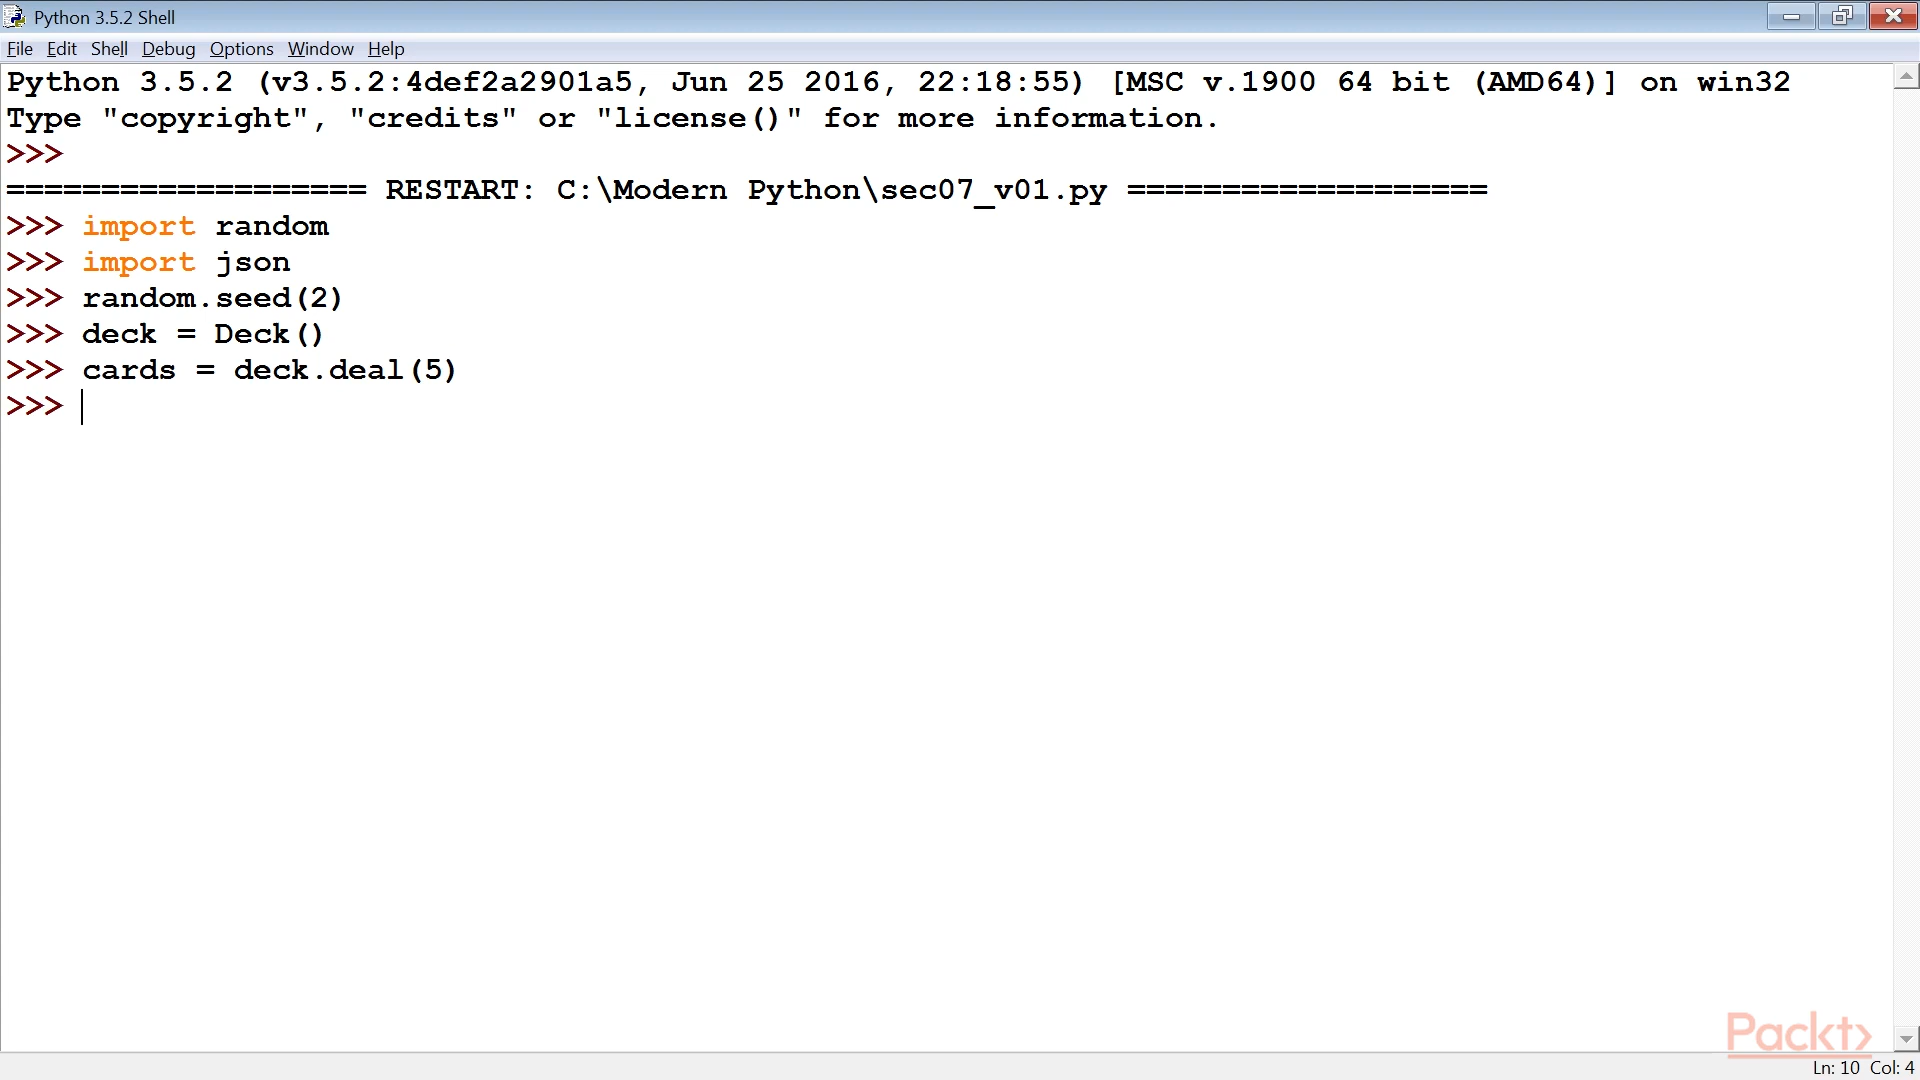 Python 3.5.2 Shell
File Edit Shell Debug Options Window Help
Python 3.5.2 (v3.5.2:4def2a2901a5, Jun 25 2016, 22:18:55) [MSC v.1900 64 bit (AMD64)] on win32
Type "copyright", "credits" or "license()" for more information.
>>>
=================== RESTART: C:\Modern Python\sec07_v01.py ===================
>>> import random
>>> import json
>>> random.seed(2)
>>> deck = Deck()
>>> cards = deck.deal(5)
>>>
Packt>
Ln: 10 Col: 4